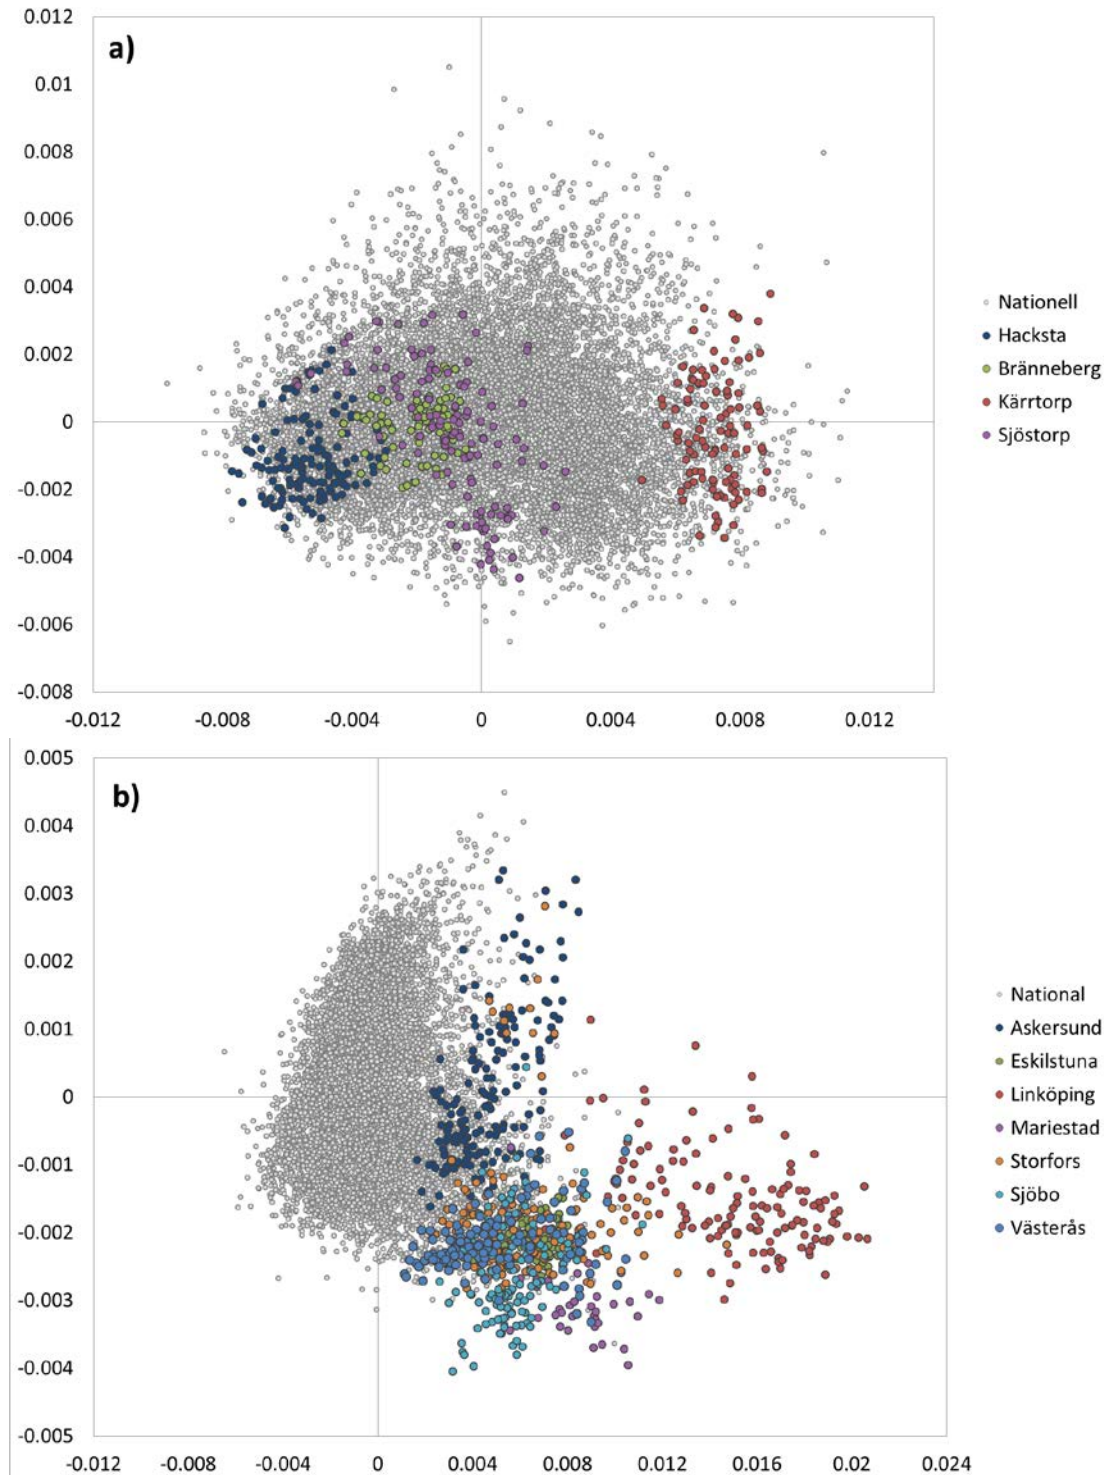 a)
0.012
0.01
0.008
0.006
0.004
0.002
0
-0.002
-0.004
-0.006
-0.008
-0.012 -0.008 -0.004 0 0.004 0.008 0.012
Nationell
Hacksta
Bränneberg
Kärrtorp
Sjöstorp
b)
0.005
0.004
0.003
0.002
0.001
0
-0.001
-0.002
-0.003
-0.004
-0.005
-0.012 -0.008 -0.004 0 0.004 0.008 0.012 0.016 0.02 0.024
National
Askersund
Eskilstuna
Linköping
Mariestad
Storfors
Sjöbo
Västerås